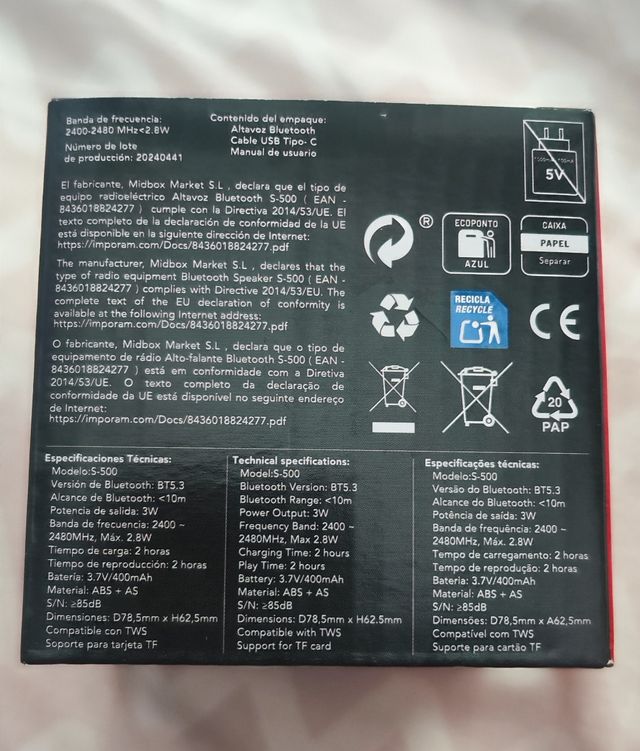 Banda de frecuencia:
2400-2480 MHz<2.8W
Número de lote
de producción: 20240441
Contenido del empaque:
Altavoz Bluetooth
Cable USB Tipo- C
Manual de usuario
5V
El fabricante, Midbox Market S.L , declara que el tipo de
equipo radioeléctrico Altavoz Bluetooth S-500 ( EAN -
8436018824277 ) cumple con la Directiva 2014/53/UE. El
texto completo de la declaración de conformidad de la UE
está disponible en la siguiente dirección de Internet:
https://imporam.com/Docs/8436018824277.pdf
The manufacturer, Midbox Market S.L , declares that the
type of radio equipment Bluetooth Speaker S-500 ( EAN -
8436018824277 ) complies with Directive 2014/53/EU. The
complete text of the EU declaration of conformity is
available at the following Internet address:
https://imporam.com/Docs/8436018824277.pdf
O fabricante, Midbox Market S.L , declara que o tipo de
equipamento de rádio Alto-falante Bluetooth S-500 ( EAN -
8436018824277 ) está em conformidade com a Diretiva
2014/53/UE. O texto completo da declaração de
conformidade da UE está disponível no seguinte endereço
de Internet:
https://imporam.com/Docs/8436018824277.pdf
®
ECOPONTO
AZUL
CAIXA
PAPEL
Separar
RECICLA
RECYCLE
CE
20
PAP
Especificaciones Técnicas:
Modelo:S-500
Versión de Bluetooth: BT5.3
Alcance de Bluetooth: <10m
Potencia de salida: 3W
Banda de frecuencia: 2400 ~
2480MHz, Máx. 2.8W
Tiempo de carga: 2 horas
Tiempo de reproducción: 2 horas
Batería: 3.7V/400mAh
Material: ABS + AS
S/N: ≥85dB
Dimensiones: D78,5mm x H62,5mm
Compatible con TWS
Soporte para tarjeta TF
Technical specifications:
Modelo:S-500
Bluetooth Version: BT5.3
Bluetooth Range: <10m
Power Output: 3W
Frequency Band: 2400 ~
2480MHz, Max 2.8W
Charging Time: 2 hours
Play Time: 2 hours
Battery: 3.7V/400mAh
Material: ABS + AS
S/N: ≥85dB
Dimensions: D78,5mm x H62.5mm
Compatible with TWS
Support for TF card
Especificações técnicas:
Modelo:S-500
Versão do Bluetooth: BT5.3
Alcance do Bluetooth: <10m
Potência de saída: 3W
Banda de frequência: 2400 ~
2480MHz, Máx. 2.8W
Tempo de carregamento: 2 horas
Tempo de reprodução: 2 horas
Bateria: 3.7V/400mAh
Material: ABS + AS
S/N: ≥85dB
Dimensões: D78,5mm x A62,5mm
Compatível com TWS
Suporte para cartão TF